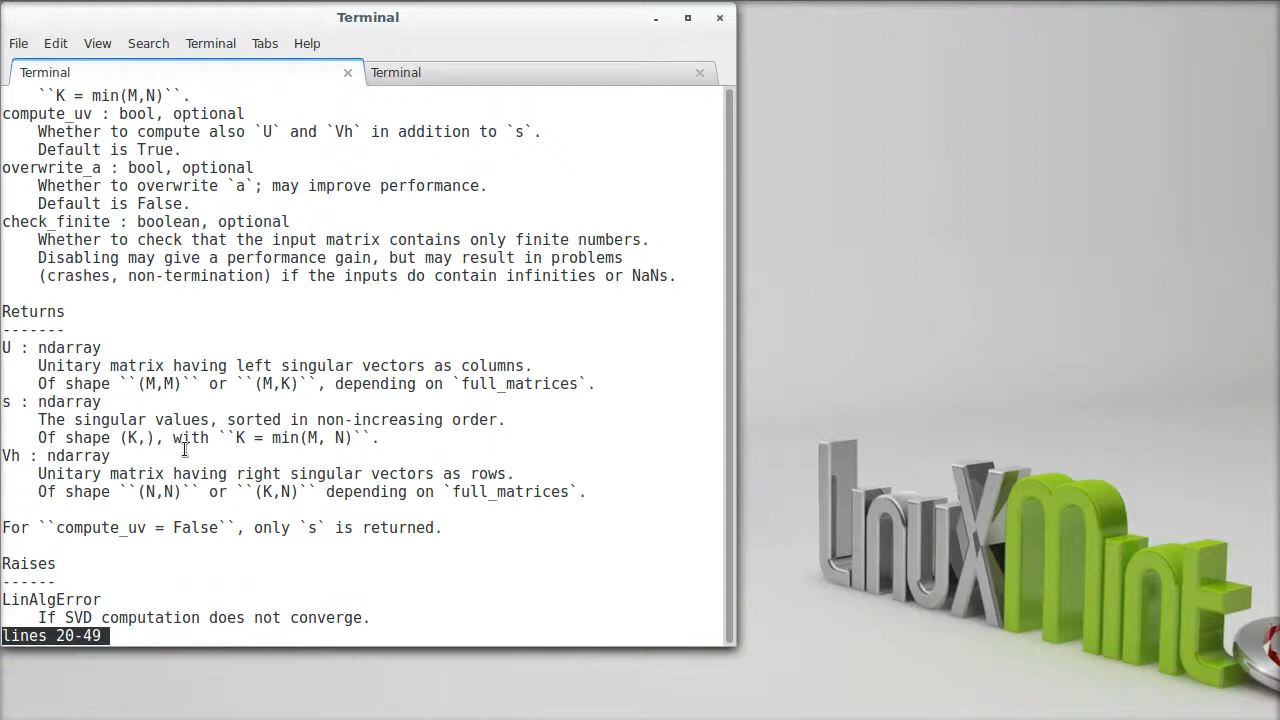 Terminal
File Edit View Search Terminal Tabs Help
Terminal Terminal
``K = min(M,N)``.
compute_uv : bool, optional
Whether to compute also `U` and `Vh` in addition to `s`.
Default is True.
overwrite_a : bool, optional
Whether to overwrite `a`; may improve performance.
Default is False.
check_finite : boolean, optional
Whether to check that the input matrix contains only finite numbers.
Disabling may give a performance gain, but may result in problems
(crashes, non-termination) if the inputs do contain infinities or NaNs.
Returns
-------
U : ndarray
Unitary matrix having left singular vectors as columns.
Of shape ``(M,M)`` or ``(M,K)``, depending on `full_matrices`.
s : ndarray
The singular values, sorted in non-increasing order.
Of shape (K,), with ``K = min(M, N)``.
Vh : ndarray
Unitary matrix having right singular vectors as rows.
Of shape ``(N,N)`` or ``(K,N)`` depending on `full_matrices`.
For ``compute_uv = False``, only `s` is returned.
Raises
------
LinAlgError
If SVD computation does not converge.
lines 20-49
LinuxMint